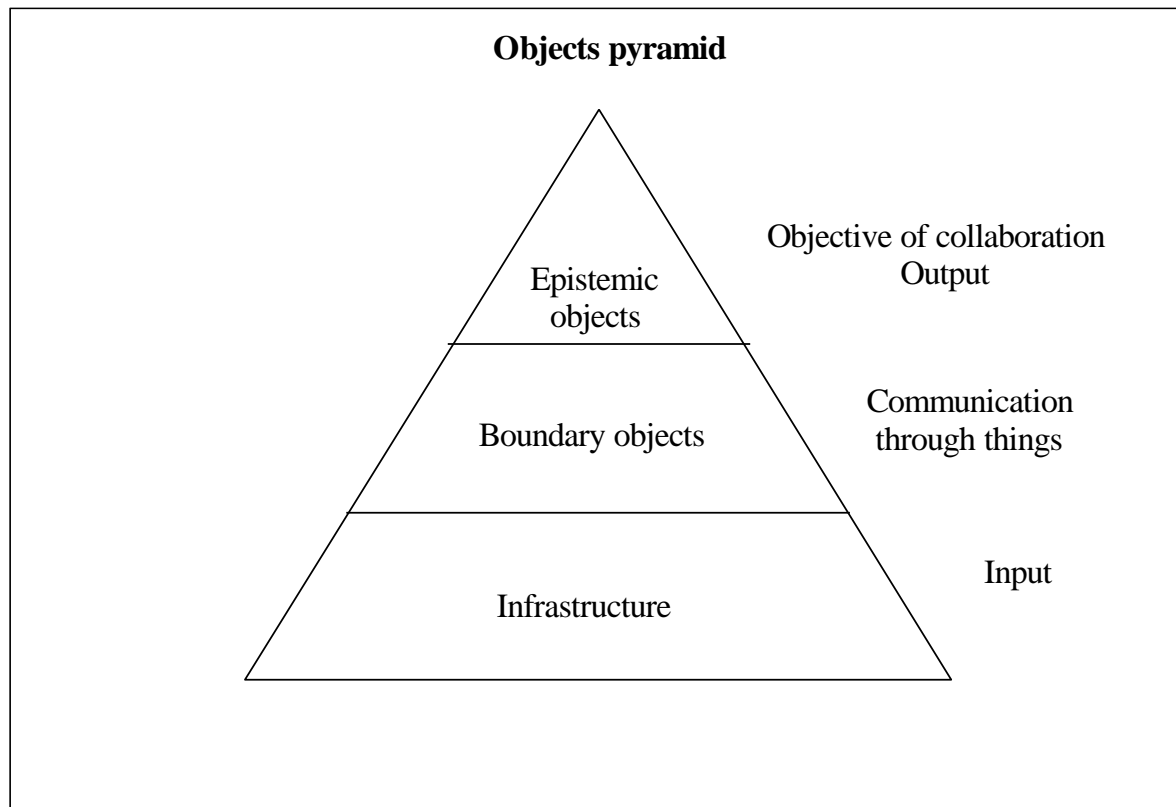 Objects pyramid
Objective of collaboration
Output
Epistemic
objects
Communication
through things
Boundary objects
Input
Infrastructure